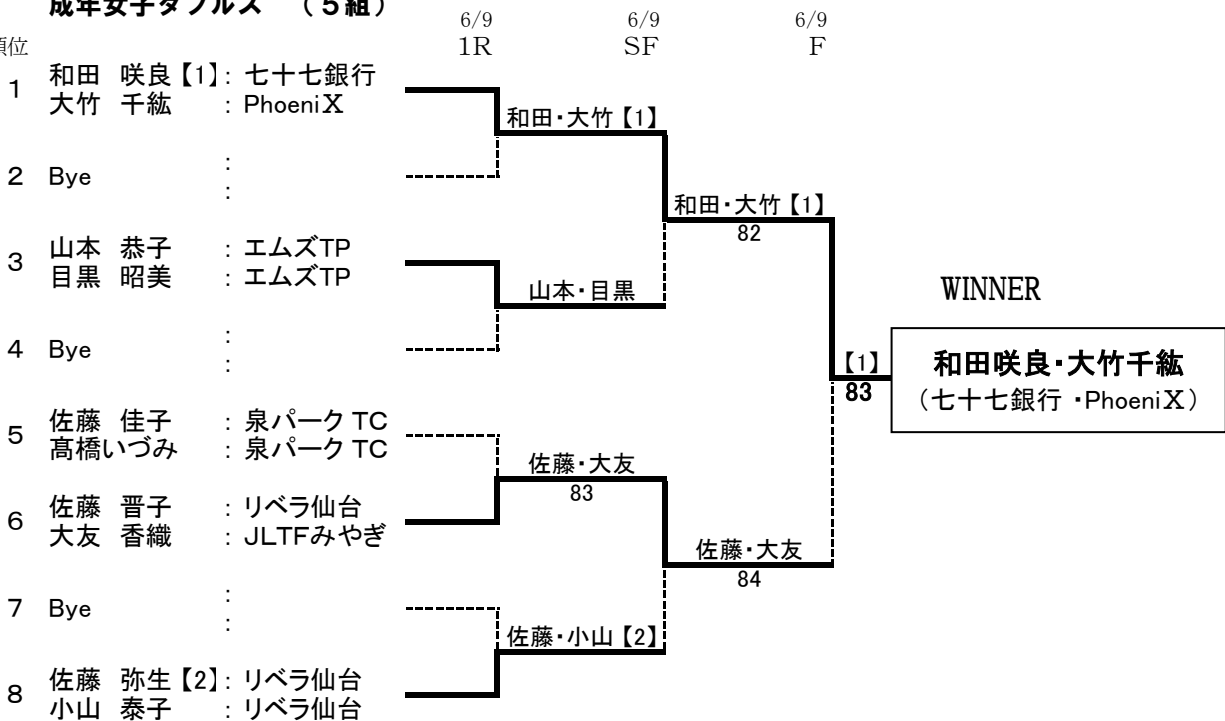 成年女子ダブルス （５組）
6/9 6/9 6/9
順位 1R SF F
1 和田 咲良【1】: 七十七銀行
大竹 千紘 : PhoeniX
和田・大竹【1】
2 Bye :
:
和田・大竹【1】
82
3 山本 恭子 : エムズTP
目黒 昭美 : エムズTP
山本・目黒
WINNER
4 Bye :
:
【1】
83
和田咲良・大竹千紘
（七十七銀行・PhoeniX）
5 佐藤 佳子 : 泉パークTC
髙橋いづみ : 泉パークTC
佐藤・大友
83
6 佐藤 晋子 : リベラ仙台
大友 香織 : JLTFみやぎ
佐藤・大友
84
7 Bye :
:
佐藤・小山【2】
8 佐藤 弥生【2】: リベラ仙台
小山 泰子 : リベラ仙台